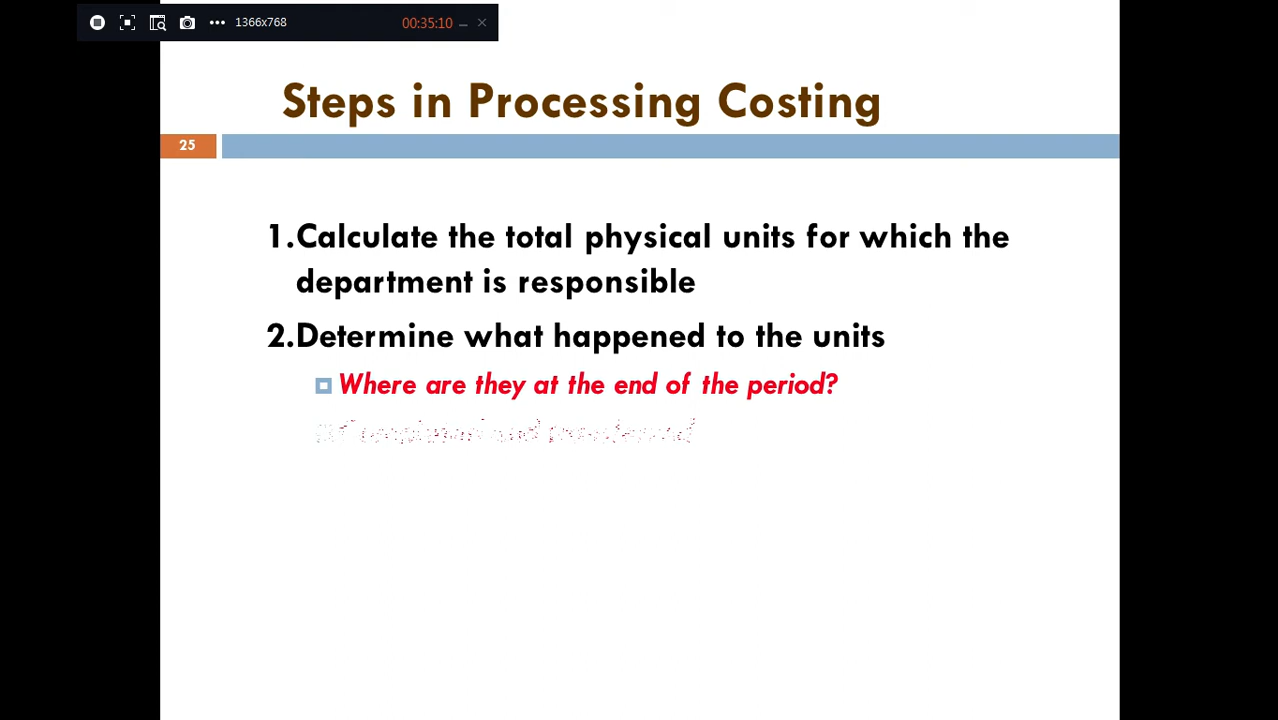 1366x768
00:35:10
Steps in Processing Costing
25
1.Calculate the total physical units for which the
department is responsible
2.Determine what happened to the units
Where are they at the end of the period?
and